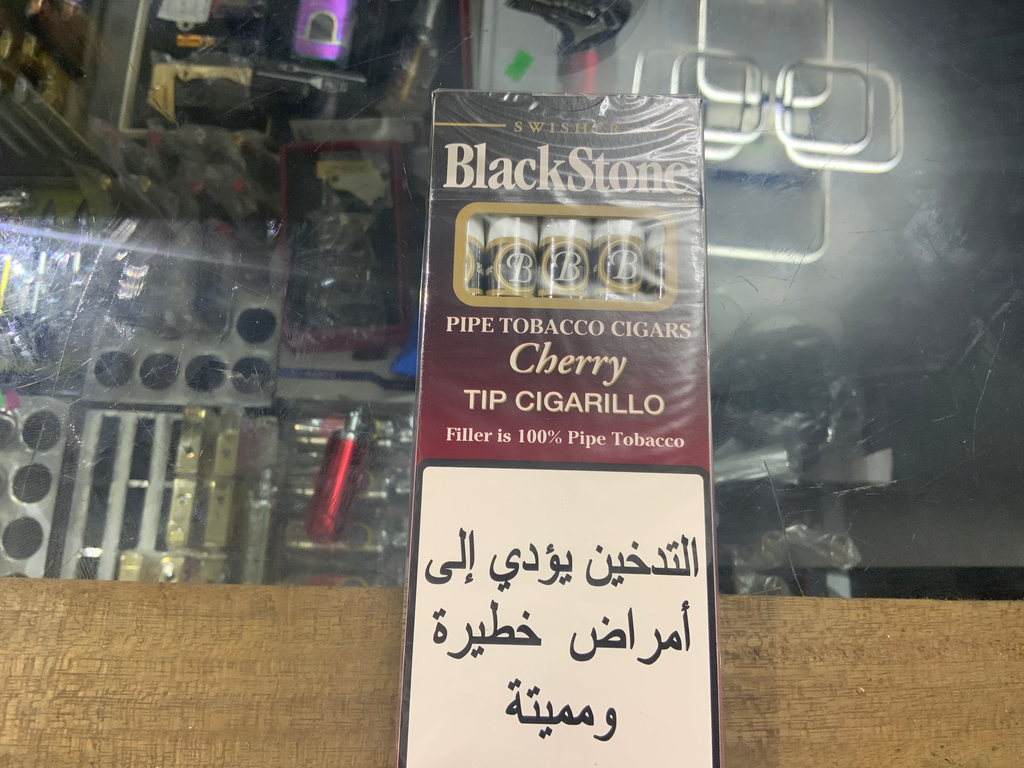 SWISHER
BlackStone
B B B
PIPE TOBACCO CIGARS
Cherry
TIP CIGARILLO
Filler is 100% Pipe Tobacco
التدخين يؤدي إلى
أمراض خطيرة
ومميتة